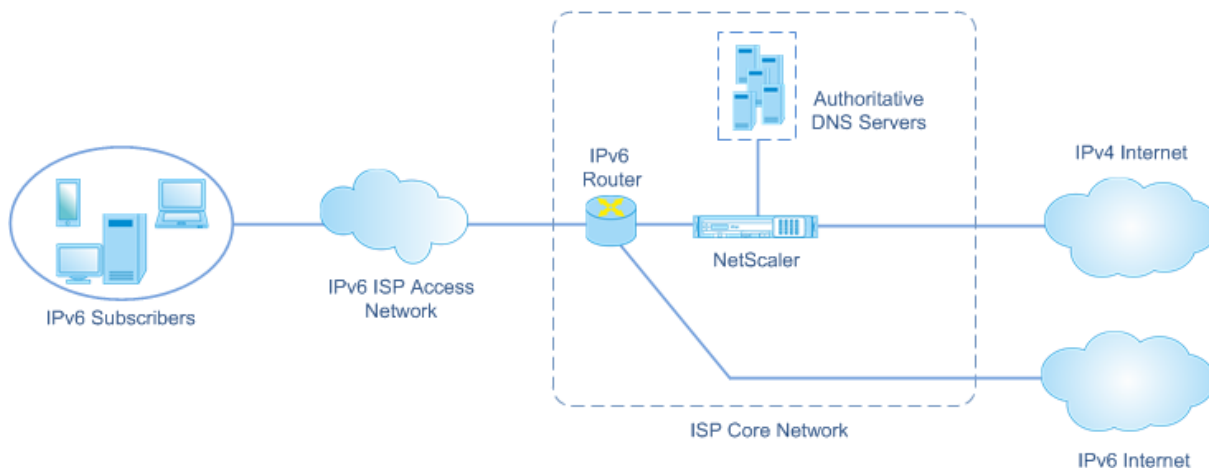 Authoritative
DNS Servers
IPv6
Router
IPv4 Internet
NetScaler
IPv6 ISP Access
Network
IPv6 Subscribers
ISP Core Network
IPv6 Internet